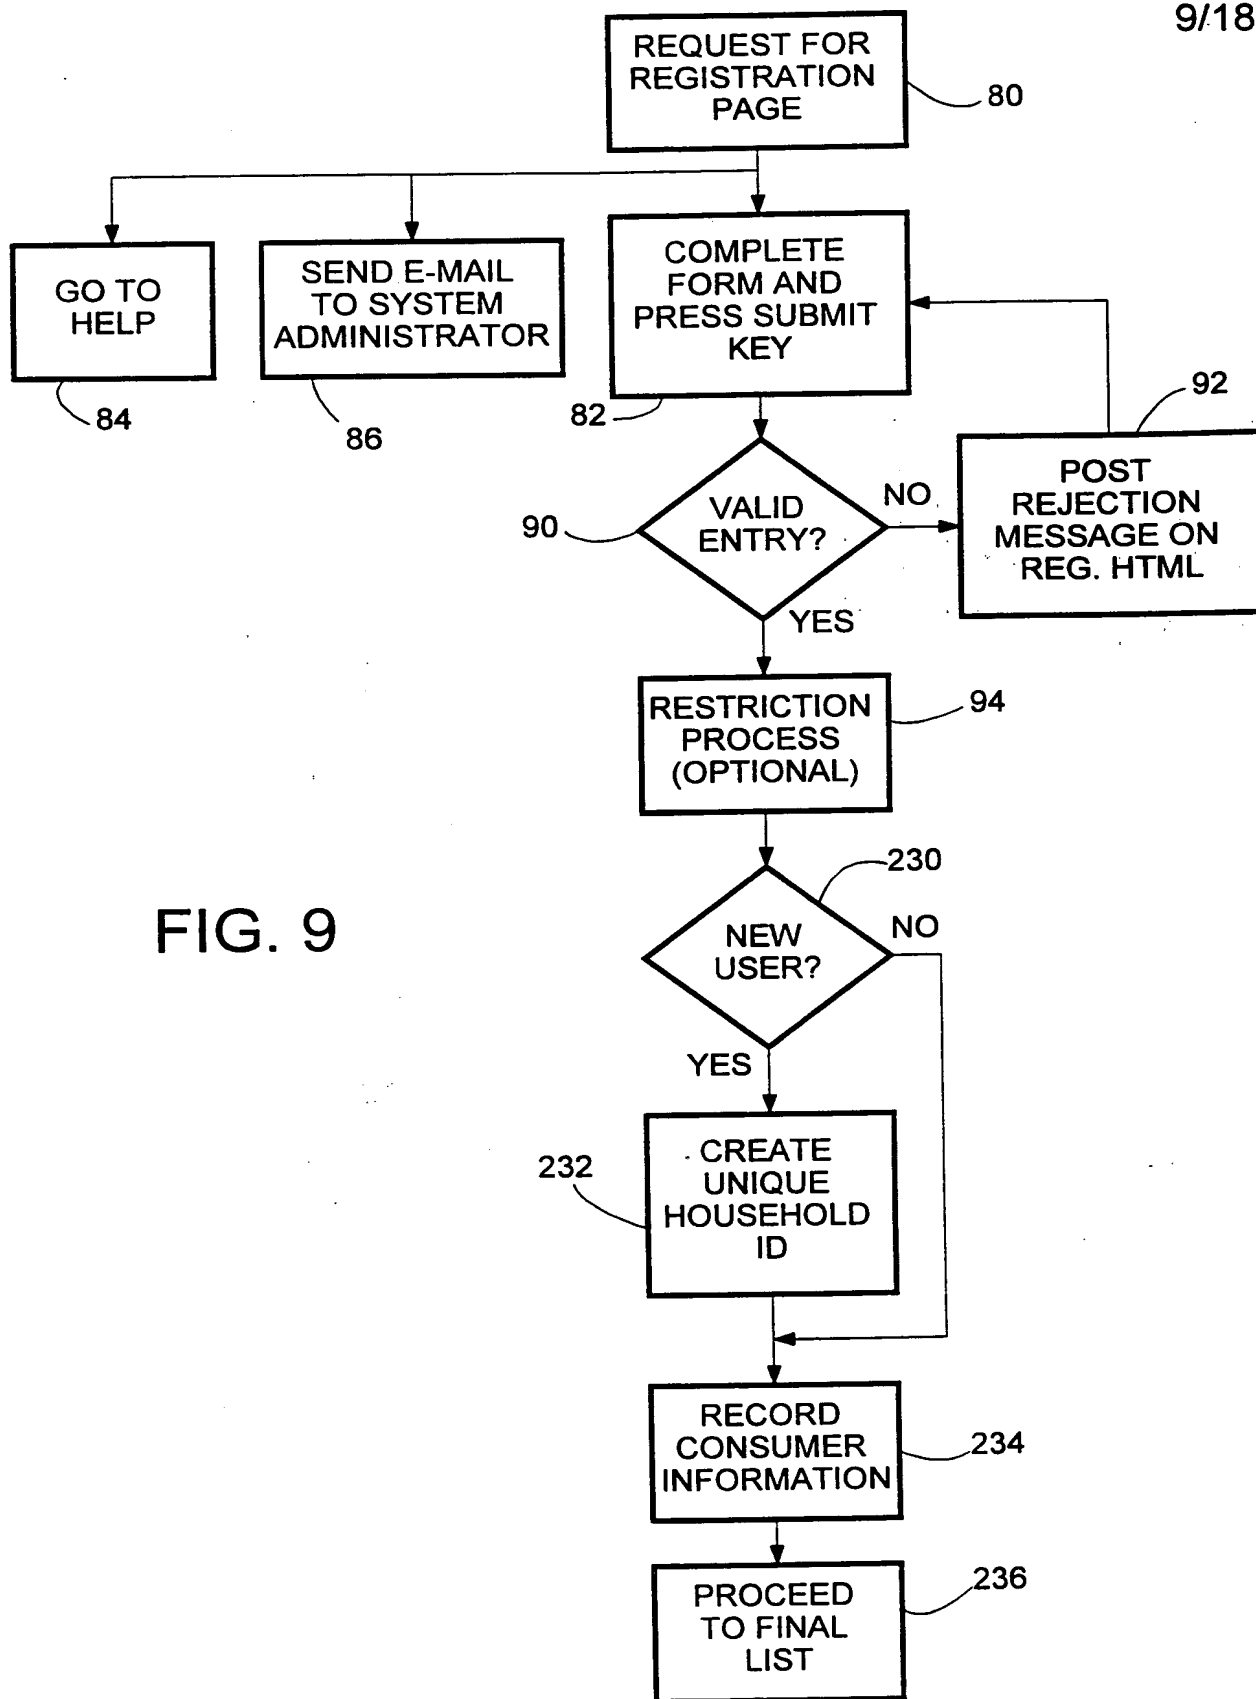 9/18
REQUEST FOR
REGISTRATION
PAGE
80
GO TO
HELP
84
SEND E-MAIL
TO SYSTEM
ADMINISTRATOR
86
COMPLETE
FORM AND
PRESS SUBMIT
KEY
82
92
POST
REJECTION
MESSAGE ON
REG. HTML
90
VALID
ENTRY?
NO
YES
RESTRICTION
PROCESS
(OPTIONAL)
94
230
NEW
USER?
NO
YES
FIG. 9
232
CREATE
UNIQUE
HOUSEHOLD
ID
RECORD
CONSUMER
INFORMATION
234
PROCEED
TO FINAL
LIST
236